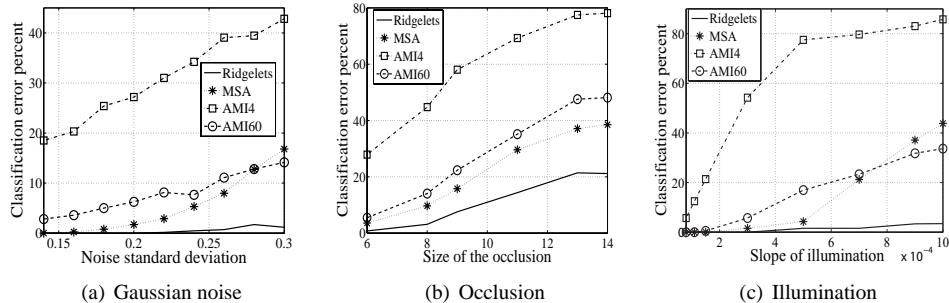 Classification error percent
40
30
20
10
0
0.15
0.2
0.25
0.3
Noise standard deviation
Ridgelets
MSA
AMI4
AMI60
(a) Gaussian noise
Classification error percent
80
60
40
20
0
6
8
10
12
14
Size of the occlusion
Ridgelets
MSA
AMI4
AMI60
(b) Occlusion
Classification error percent
80
60
40
20
0
2
4
6
8
10
Slope of illumination
x 10⁻⁴
Ridgelets
MSA
AMI4
AMI60
(c) Illumination